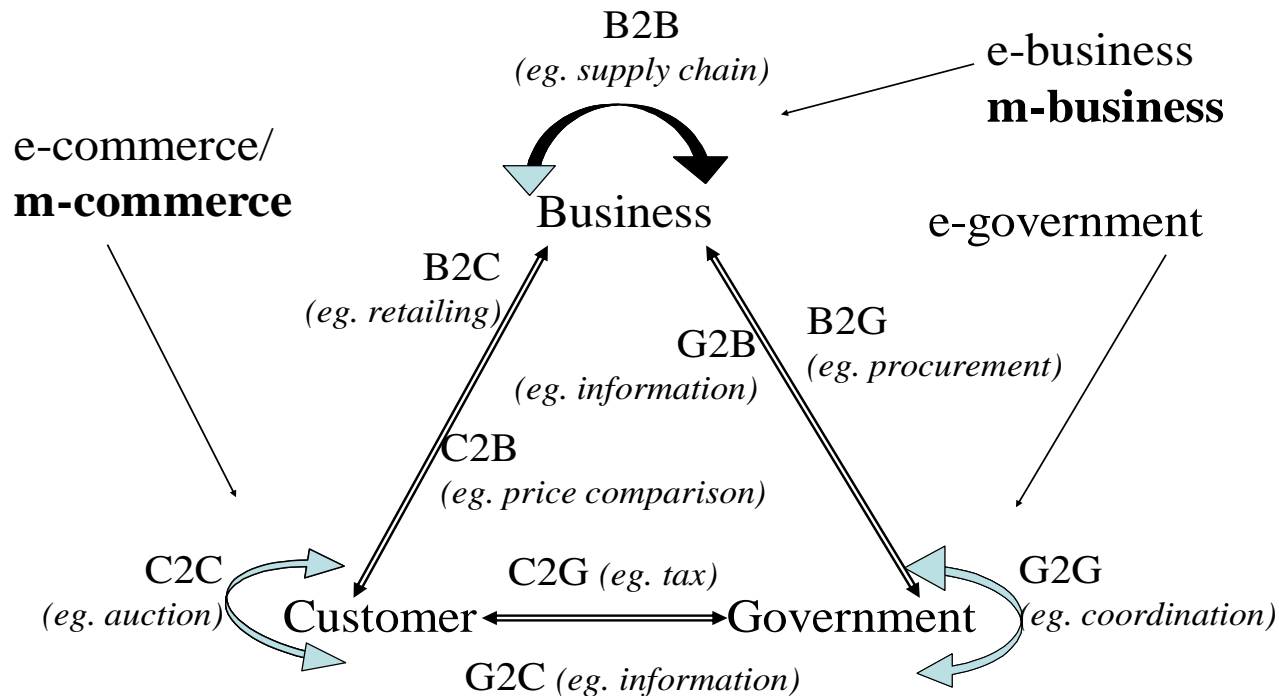 B2B
(eg. supply chain)
e-business
m-business
e-commerce/
m-commerce
Business
e-government
B2C
(eg. retailing)
G2B
(eg. information)
B2G
(eg. procurement)
C2B
(eg. price comparison)
C2C
(eg. auction)
C2G (eg. tax)
G2G
(eg. coordination)
Customer
Government
G2C (eg. information)